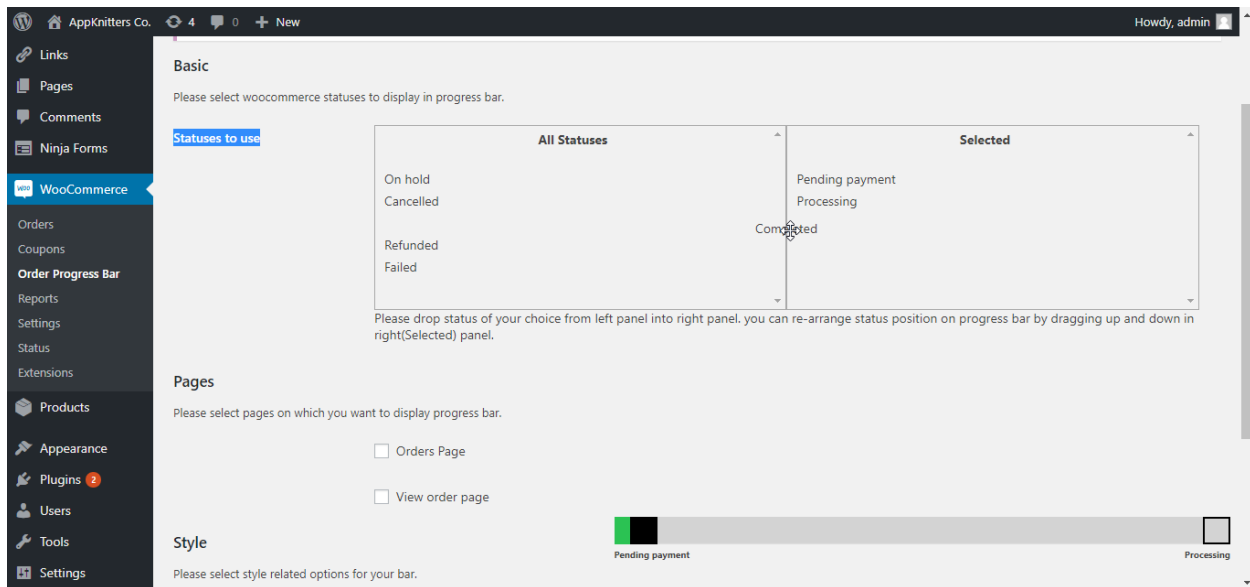 AppKnitters Co. 4 0 New Howdy, admin
Links
Pages
Comments
Ninja Forms
WooCommerce
Orders
Coupons
Order Progress Bar
Reports
Settings
Status
Extensions
Products
Appearance
Plugins 2
Users
Tools
Settings
Basic
Please select woocommerce statuses to display in progress bar.
Statuses to use
All Statuses
On hold
Cancelled
Refunded
Failed
Selected
Pending payment
Processing
Completed
Please drop status of your choice from left panel into right panel. you can re-arrange status position on progress bar by dragging up and down in
right(Selected) panel.
Pages
Please select pages on which you want to display progress bar.
Orders Page
View order page
Pending payment Processing
Style
Please select style related options for your bar.